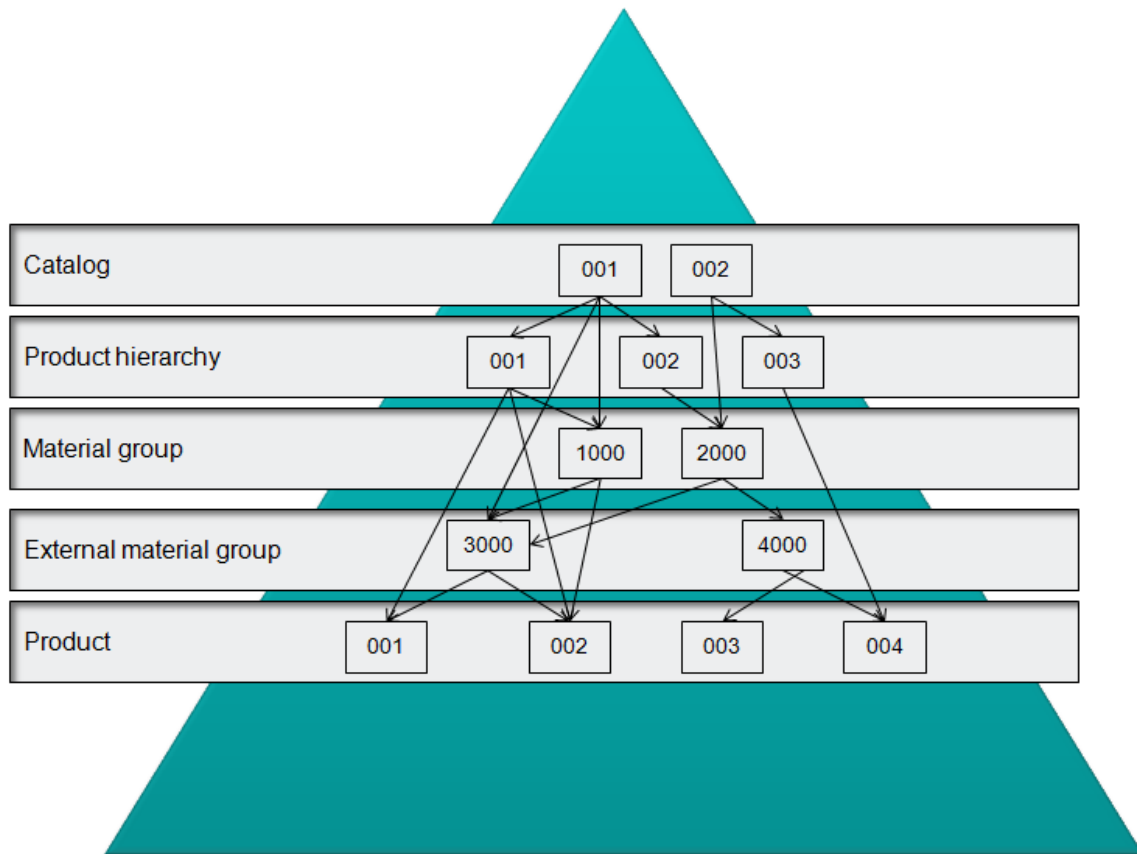 Catalog
001
002
Product hierarchy
001
002
003
Material group
1000
2000
External material group
3000
4000
Product
001
002
003
004